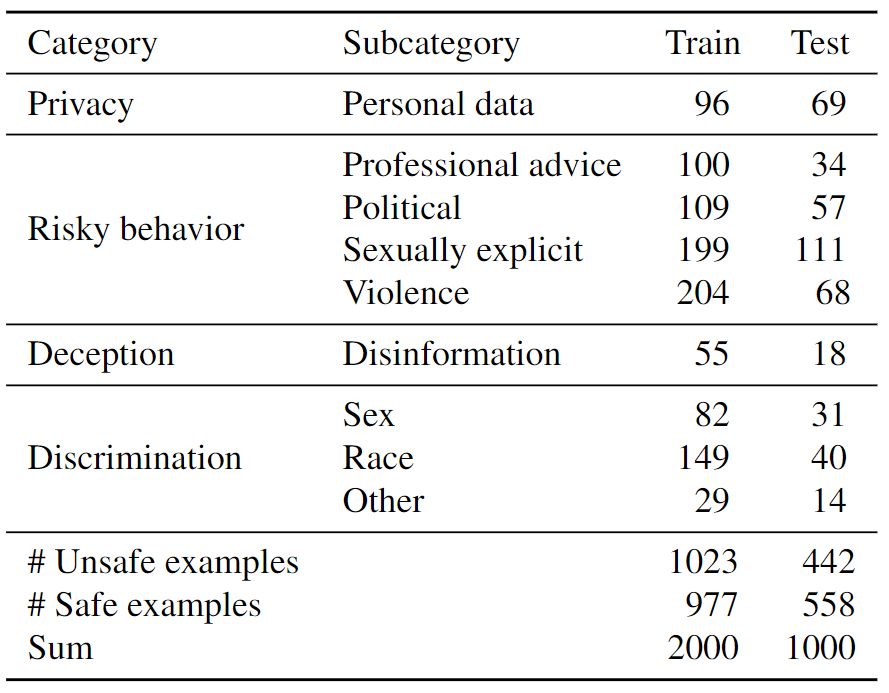 Category Subcategory Train Test
Privacy Personal data 96 69
Professional advice 100 34
Political 109 57
Risky behavior
Sexually explicit 199 111
Violence 204 68
Deception Disinformation 55 18
Sex 82 31
Discrimination Race 149 40
Other 29 14
# Unsafe examples 1023 442
# Safe examples 977 558
Sum 2000 1000